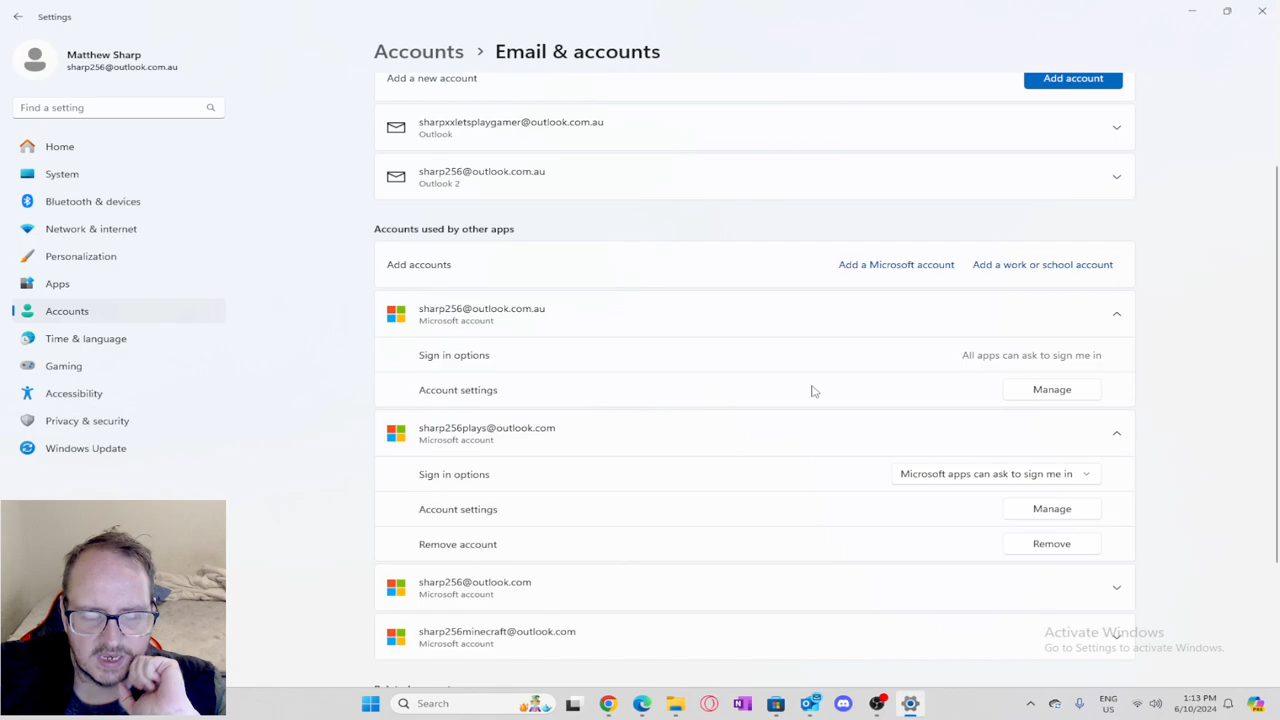 Settings
Matthew Sharp
sharp256@outlook.com.au
Find a setting
Home
System
Bluetooth & devices
Network & internet
Personalization
Apps
Accounts
Time & language
Gaming
Accessibility
Privacy & security
Windows Update
Accounts > Email & accounts
Add a new account
Add account
sharpxxletsplaygamer@outlook.com.au
Outlook
sharp256@outlook.com.au
Outlook 2
Accounts used by other apps
Add accounts
Add a Microsoft account
Add a work or school account
sharp256@outlook.com.au
Microsoft account
Sign in options
All apps can ask to sign me in
Account settings
Manage
sharp256plays@outlook.com
Microsoft account
Sign in options
Microsoft apps can ask to sign me in
Account settings
Manage
Remove account
Remove
sharp256@outlook.com
Microsoft account
sharp256minecraft@outlook.com
Microsoft account
Activate Windows
Go to Settings to activate Windows.
Search
ENG
US
1:13 PM
6/10/2024